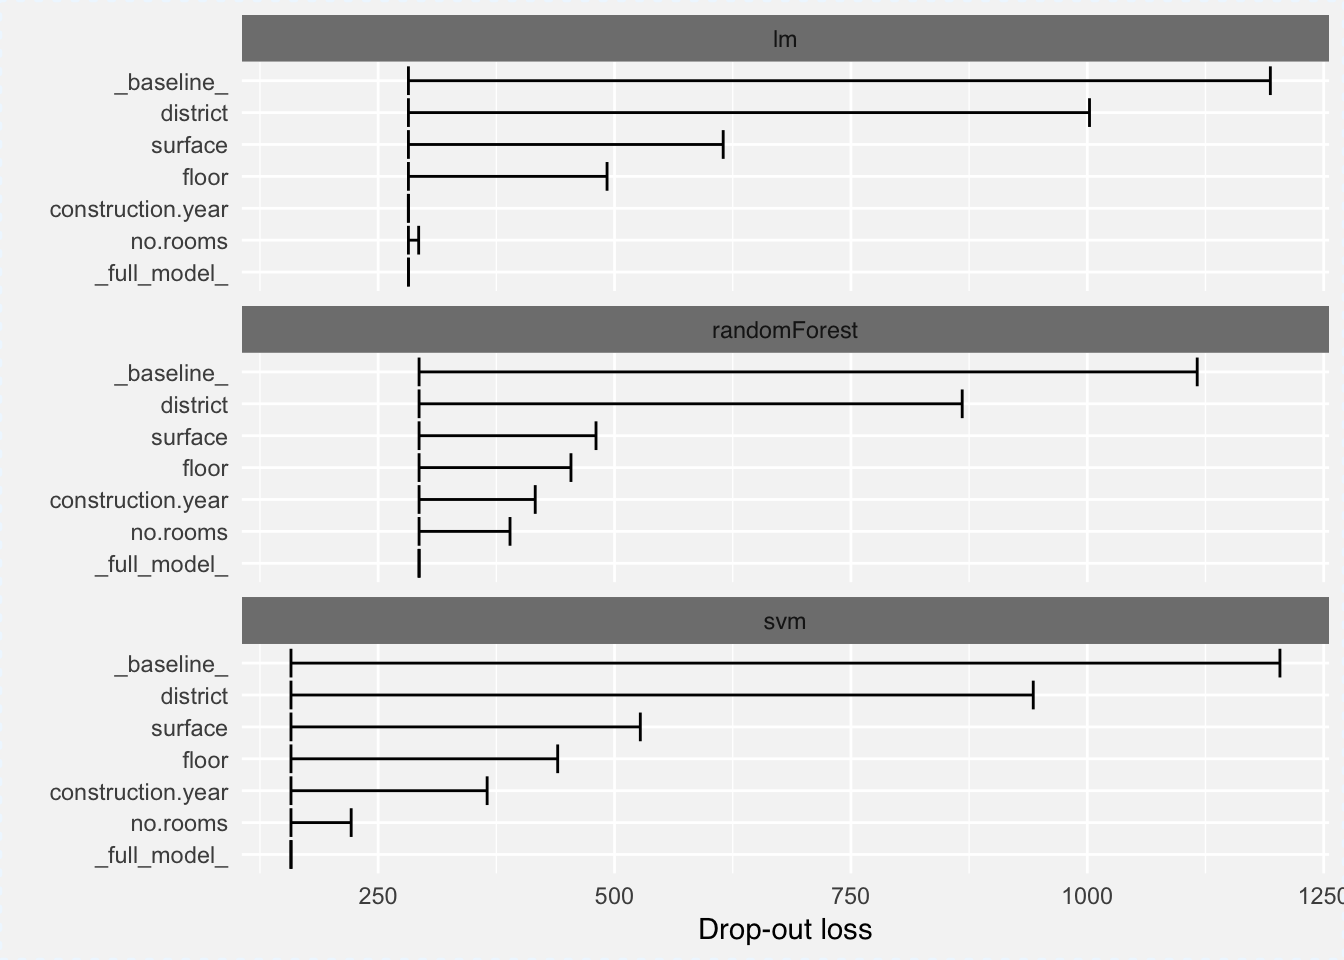 lm
_baseline_
district
surface
floor
construction.year
no.rooms
_full_model_
randomForest
_baseline_
district
surface
floor
construction.year
no.rooms
_full_model_
svm
_baseline_
district
surface
floor
construction.year
no.rooms
_full_model_
250 500 750 1000 1250
Drop-out loss